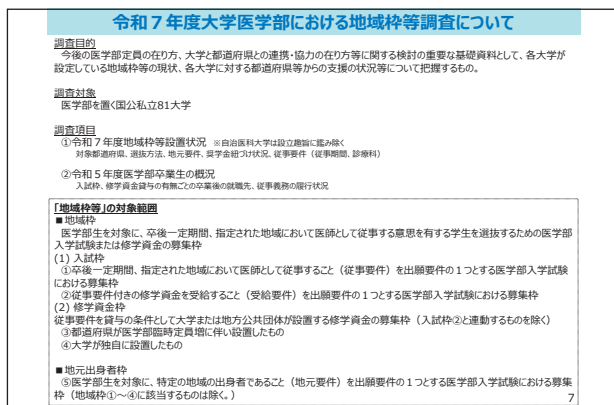 令和７年度大学医学部における地域枠等調査について
調査目的
今後の医学部定員の在り方、大学と都道府県との連携・協力の在り方等に関する検討の重要な基礎資料として、各大学が
設定している地域枠等の現状、各大学に対する都道府県等からの支援の状況等について把握するもの。
調査対象
医学部を置く国公私立81大学
調査項目
①令和７年度地域枠等設置状況 ※自治医科大学は設立趣旨に鑑み除く
対象都道府県、選抜方法、地元要件、奨学金紐づけ状況、従事要件（従事期間、診療科）
②令和５年度医学部卒業生の概況
入試枠、修学資金貸与の有無ごとの卒業後の就職先、従事義務の履行状況
「地域枠等」の対象範囲
■地域枠
医学部生を対象に、卒後一定期間、指定された地域において医師として従事する意思を有する学生を選抜するための医学部
入学試験または修学資金の募集枠
(1) 入試枠
①卒後一定期間、指定された地域において医師として従事すること（従事要件）を出願要件の１つとする医学部入学試験
における募集枠
②従事要件付きの修学資金を受給すること（受給要件）を出願要件の１つとする医学部入学試験における募集枠
(2) 修学資金枠
従事要件を貸与の条件として大学または地方公共団体が設置する修学資金の募集枠（入試枠②と連動するものを除く）
③都道府県が医学部臨時定員増に伴い設置したもの
④大学が独自に設置したもの
■地元出身者枠
⑤医学部生を対象に、特定の地域の出身者であること（地元要件）を出願要件の１つとする医学部入学試験における募集
枠（地域枠①～④に該当するものは除く。）
7